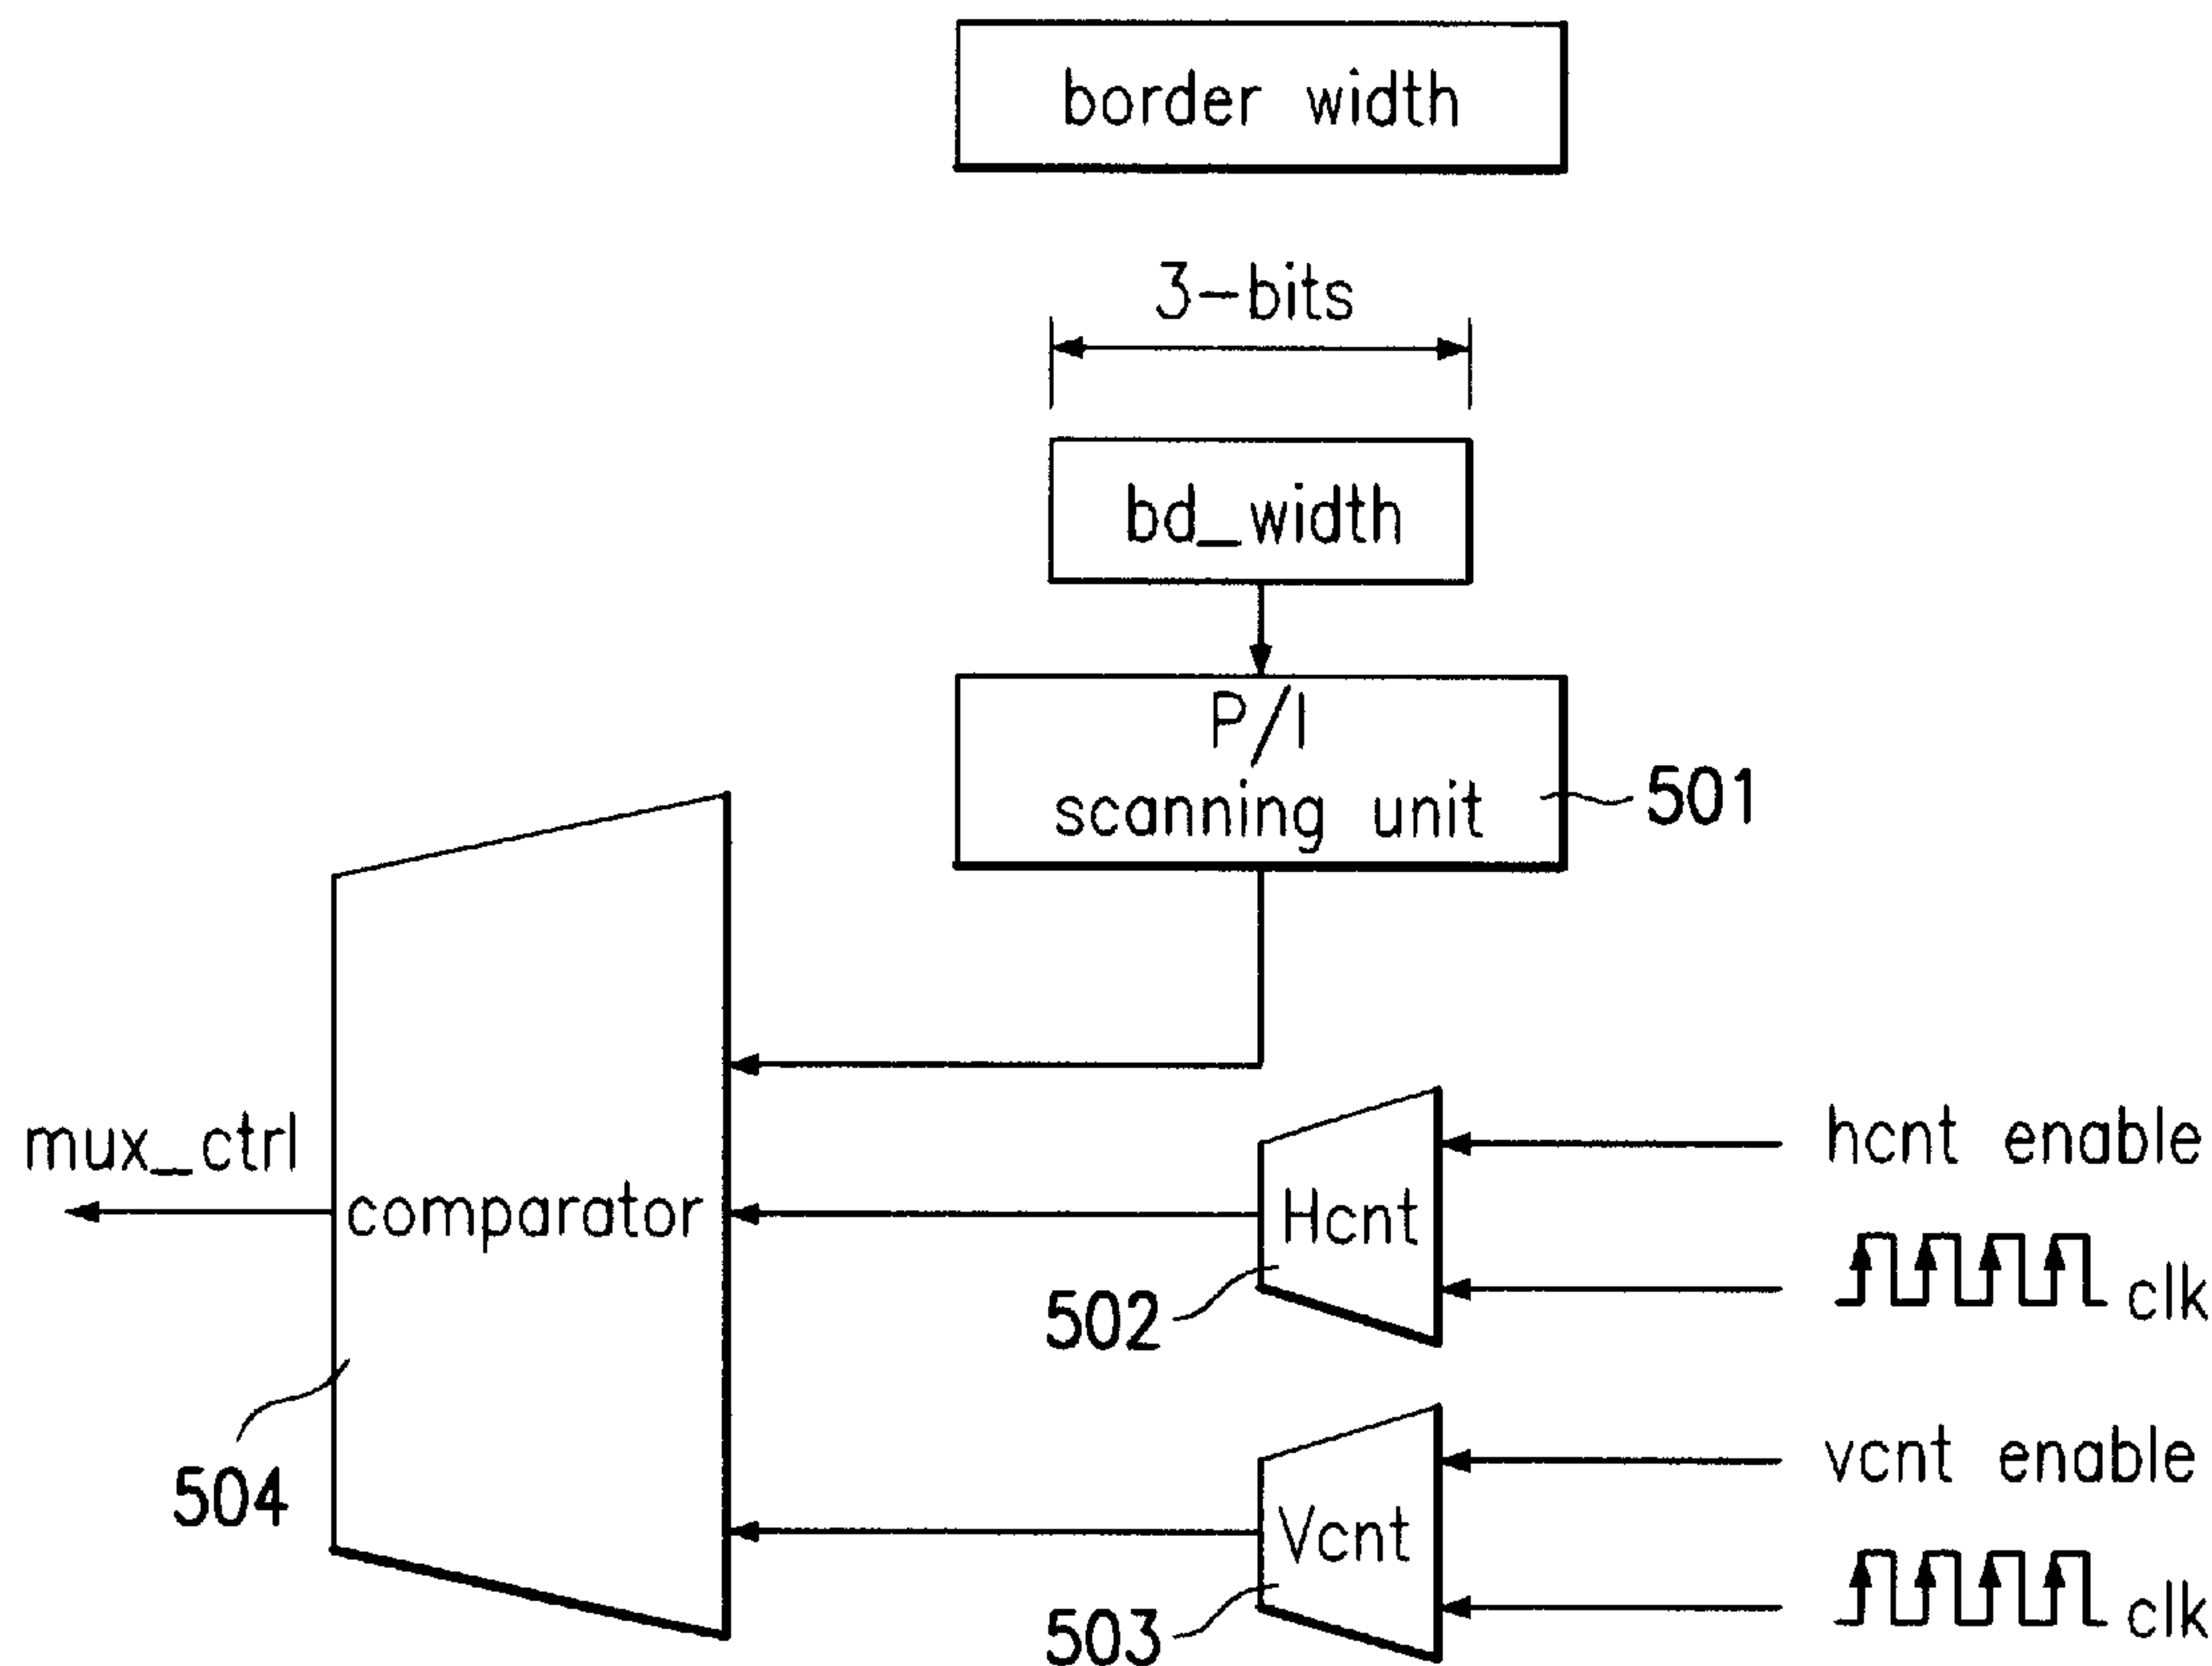 border width
3-bits
bd_width
P/I
scanning unit
501
mux_ctrl
comparator
504
Hcnt
502
hcnt enable
clk
Vcnt
503
vcnt enable
clk